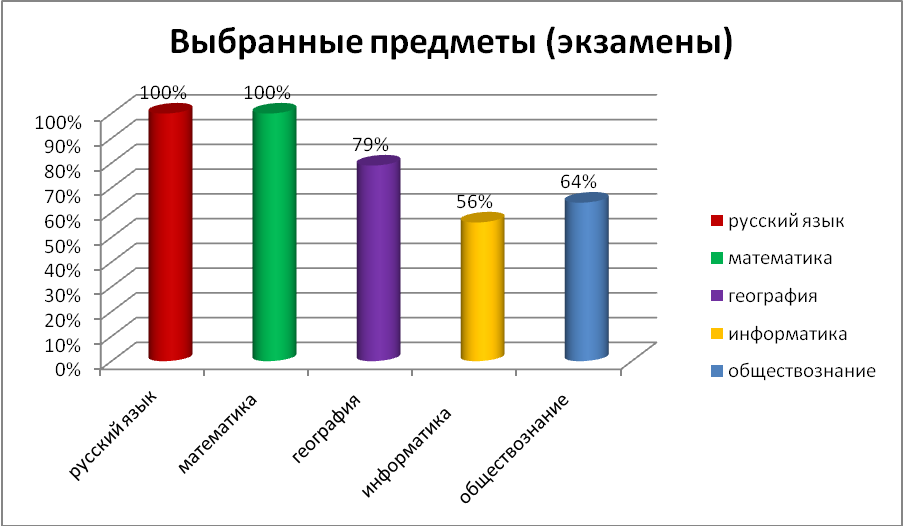 Выбранные предметы (экзамены)
100%
100%
79%
56%
64%
100%
90%
80%
70%
60%
50%
40%
30%
20%
10%
0%
русский язык
математика
география
информатика
обществознание
русский язык
математика
география
информатика
обществознание